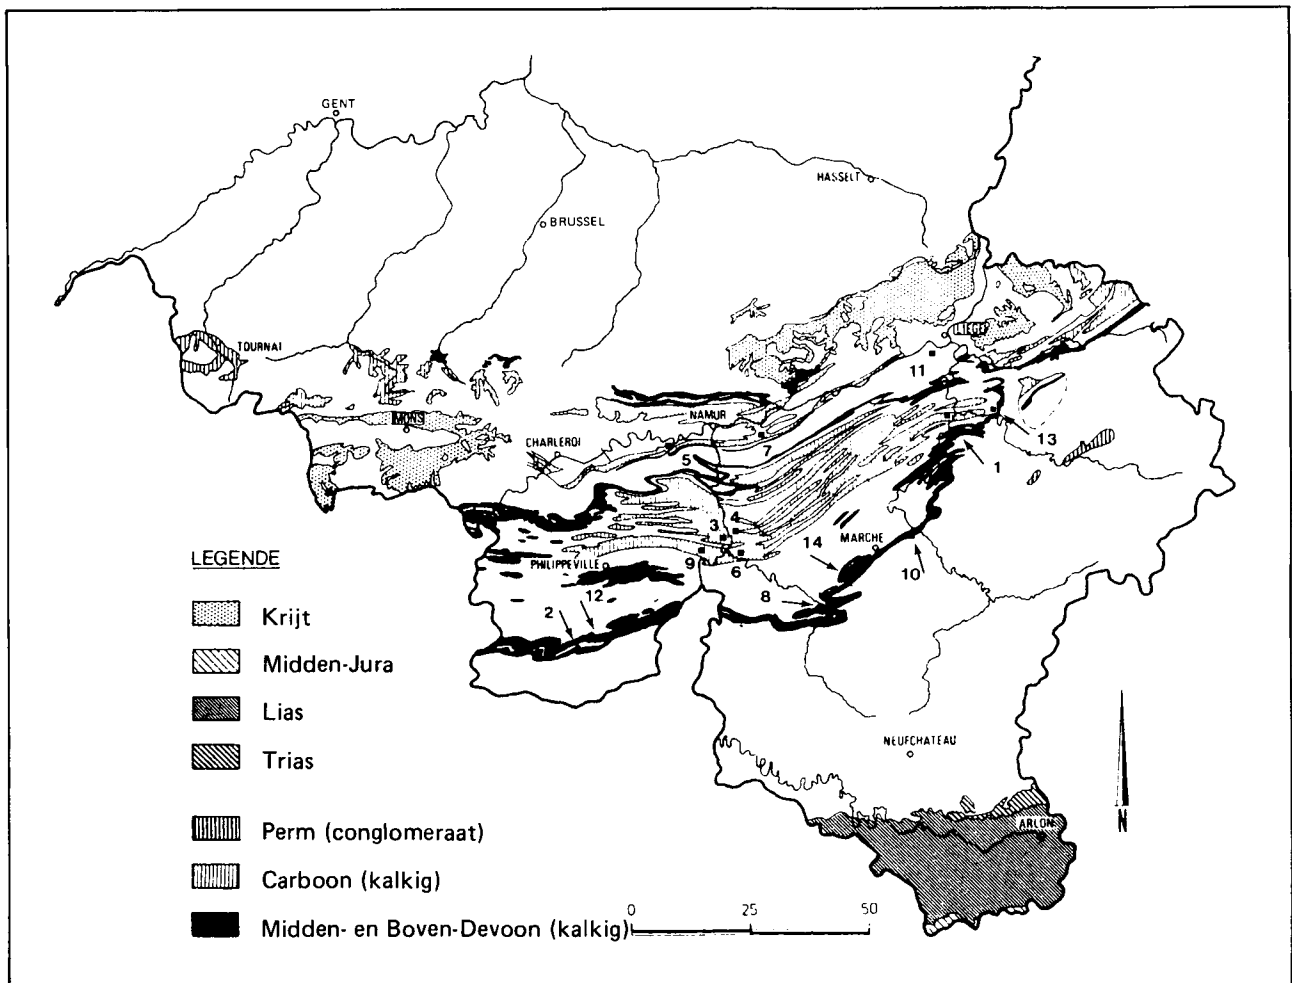 GENT
HASSELT
BRUSSEL
TOURNAI
LIEGE
MONS
NAMUR
CHARLEROI
11
13
7
5
1
3
4
14
MARCHE
PHILIPPEVILLE
9
6
10
12
8
2
LEGENDE
Krijt
Midden-Jura
Lias
Trias
NEUFCHATEAU
ARLON
N
Perm (conglomeraat)
Carboon (kalkig)
Midden- en Boven-Devoon (kalkig)
0 25 50